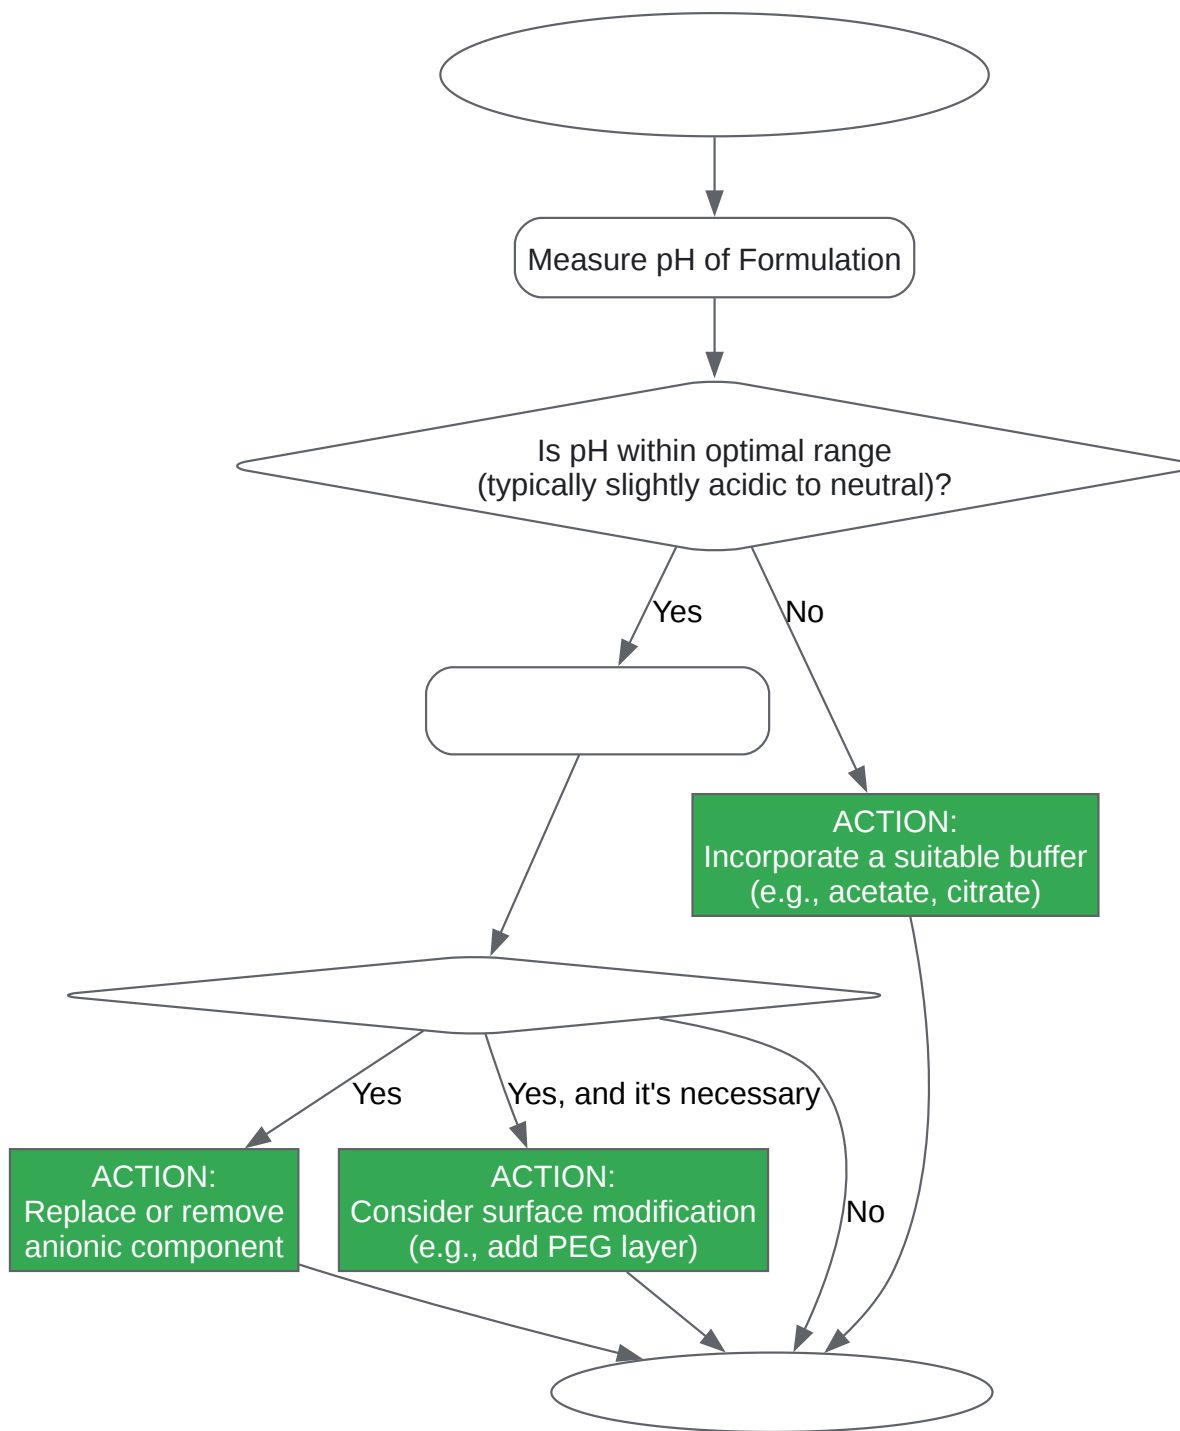 Measure pH of Formulation
Is pH within optimal range
(typically slightly acidic to neutral)?
Yes
No
ACTION:
Incorporate a suitable buffer
(e.g., acetate, citrate)
Yes
Yes, and it's necessary
ACTION:
Replace or remove
anionic component
ACTION:
Consider surface modification
(e.g., add PEG layer)
No